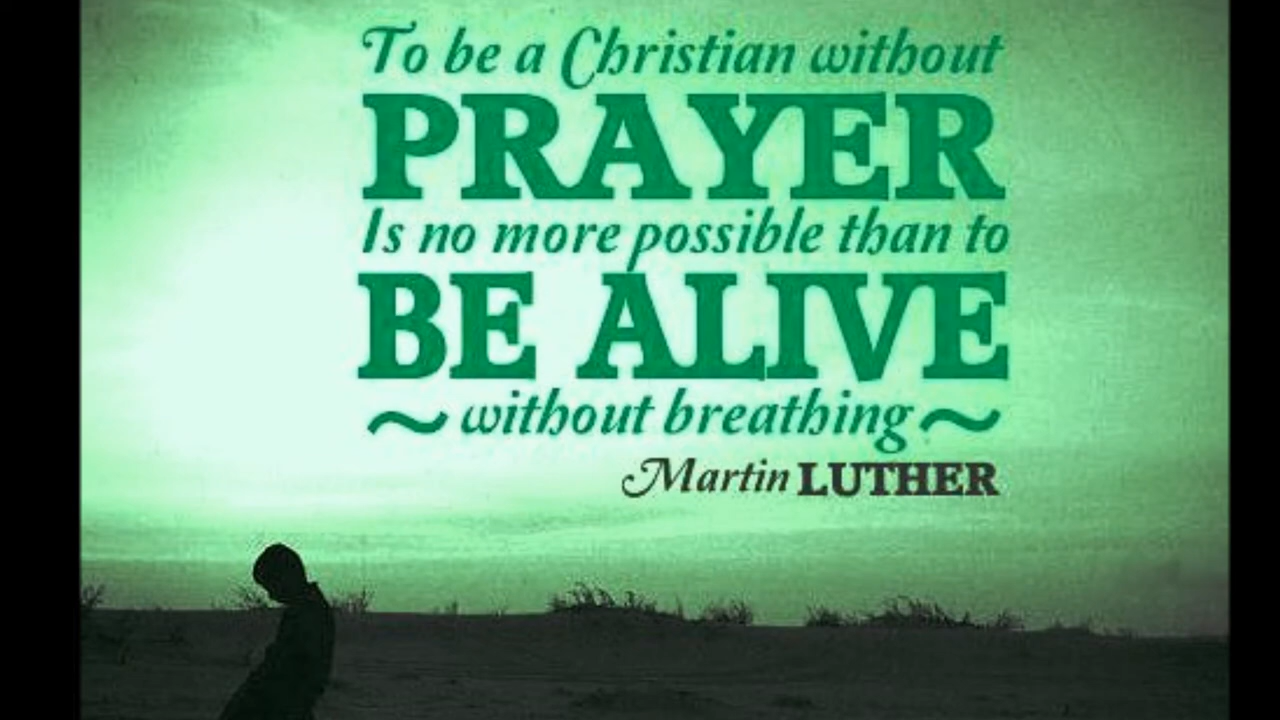 To be a Christian without
PRAYER
Is no more possible than to
BE ALIVE
~ without breathing ~
Martin LUTHER